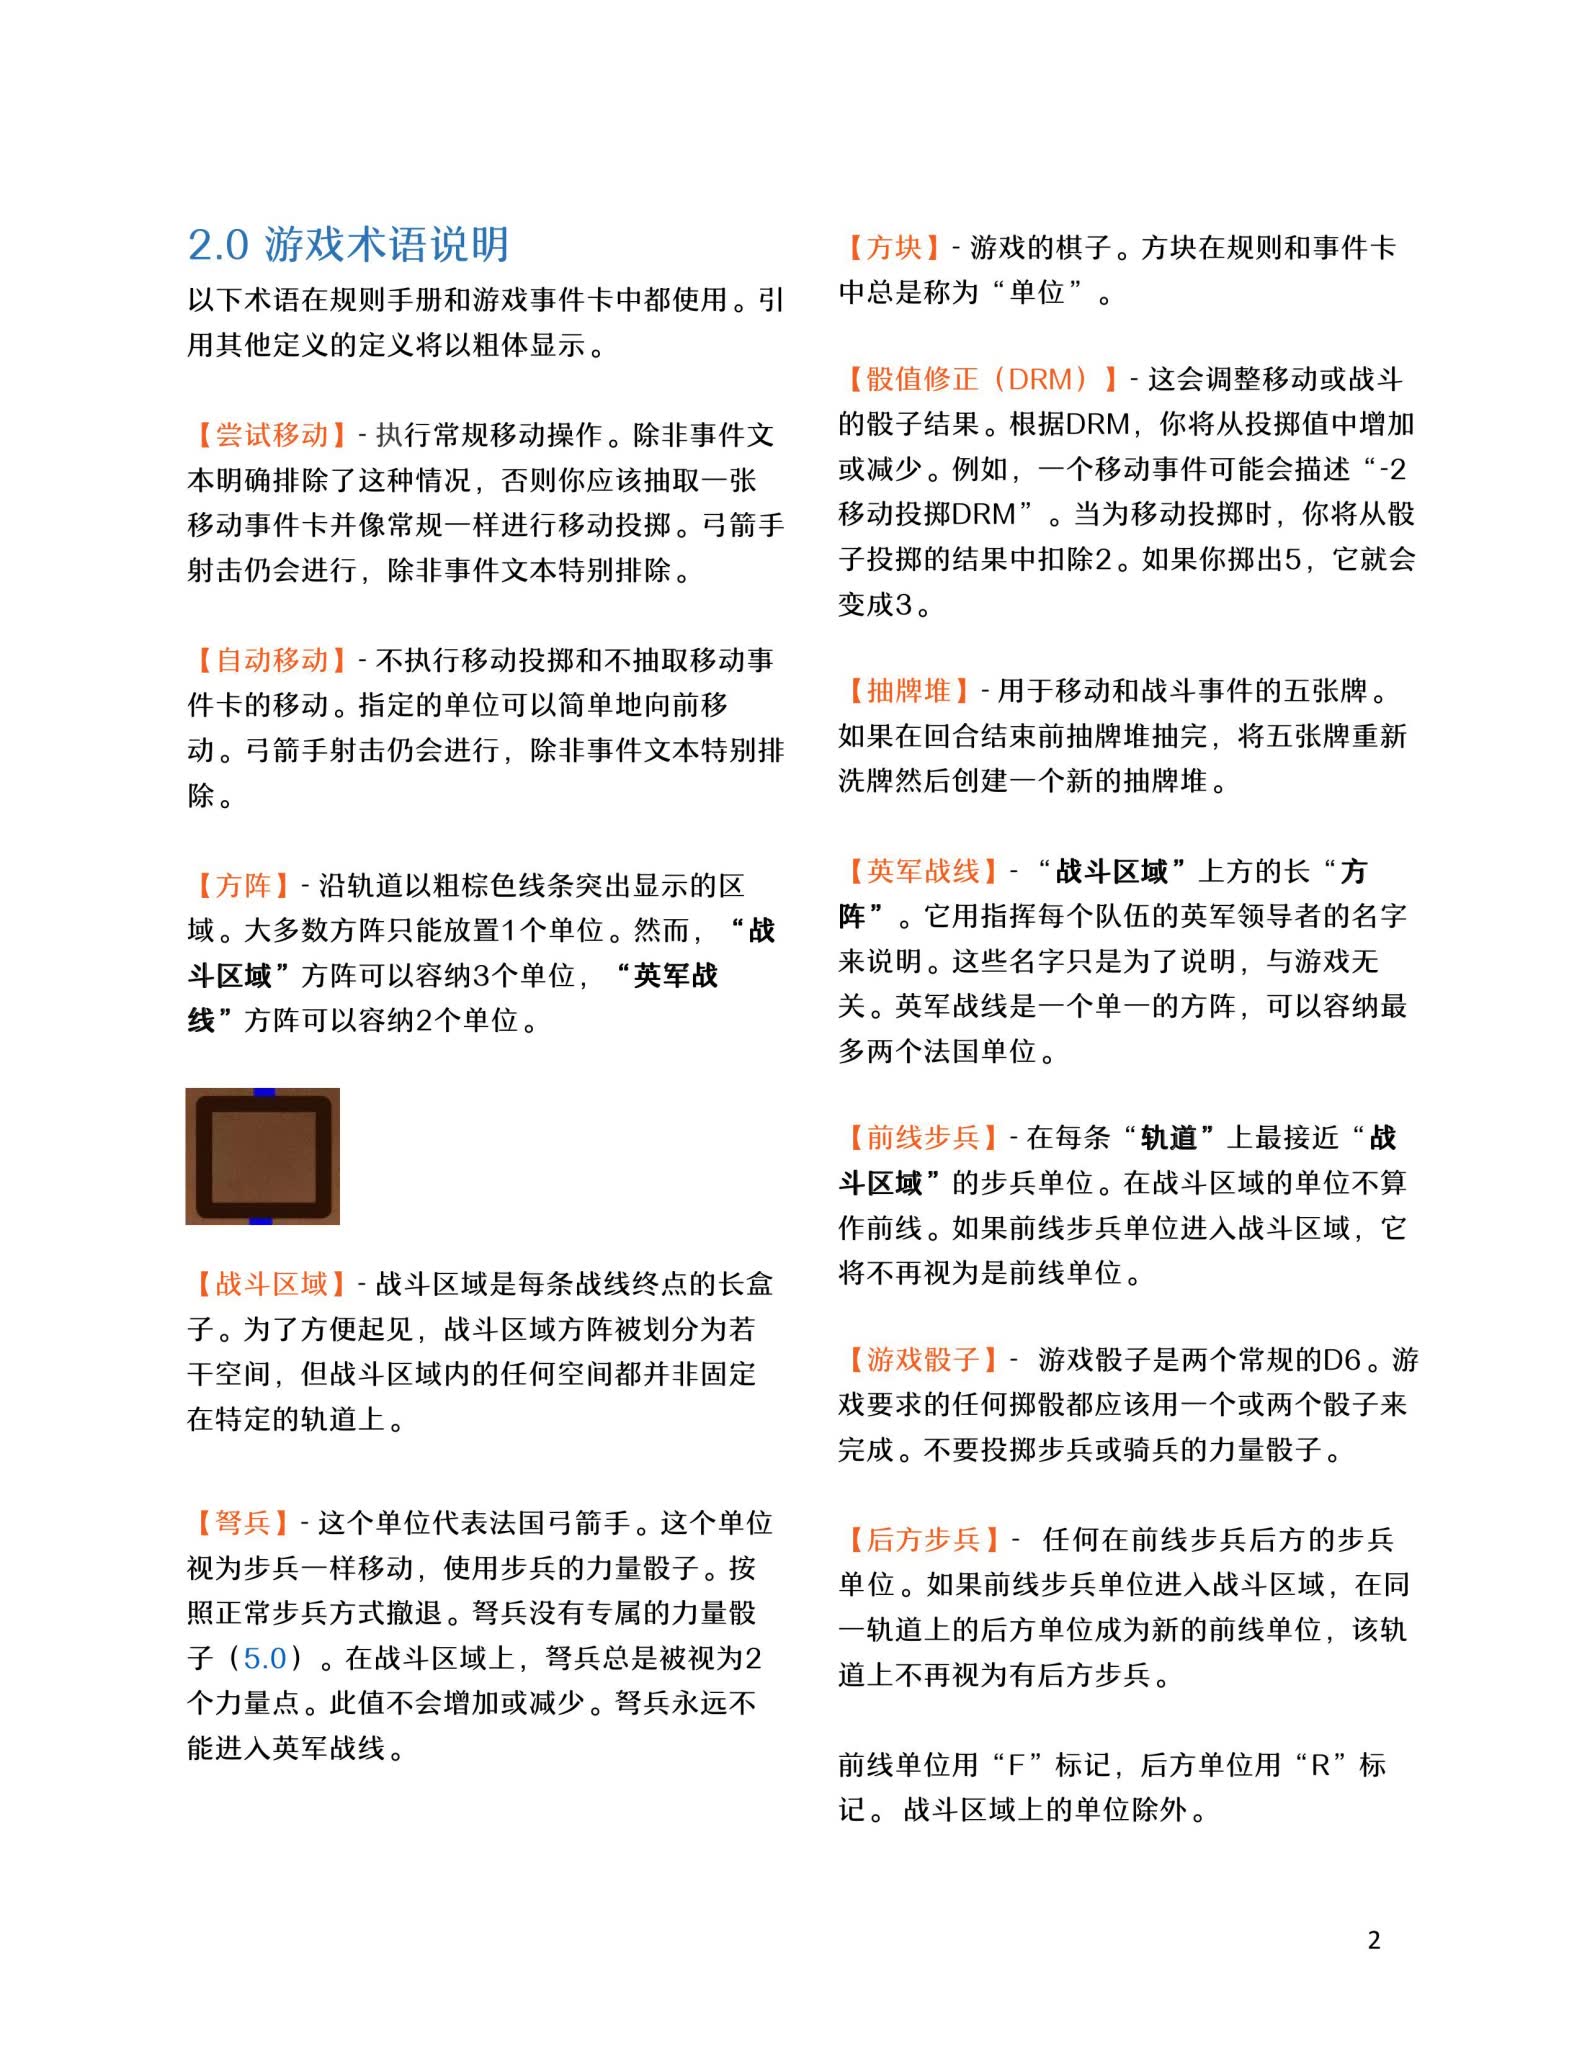 2.0 游戏术语说明
以下术语在规则手册和游戏事件卡中都使用。引
用其他定义的定义将以粗体显示。
【尝试移动】- 执行常规移动操作。除非事件文
本明确排除了这种情况，否则你应该抽取一张
移动事件卡并像常规一样进行移动投掷。弓箭手
射击仍会进行，除非事件文本特别排除。
【自动移动】- 不执行移动投掷和不抽取移动事
件卡的移动。指定的单位可以简单地向前移
动。弓箭手射击仍会进行，除非事件文本特别排
除。
【方阵】- 沿轨道以粗棕色线条突出显示的区
域。大多数方阵只能放置1个单位。然而，“战
斗区域”方阵可以容纳3个单位，“英军战
线”方阵可以容纳2个单位。
【战斗区域】- 战斗区域是每条战线终点的长盒
子。为了方便起见，战斗区域方阵被划分为若
干空间，但战斗区域内的任何空间都并非固定
在特定的轨道上。
【弩兵】- 这个单位代表法国弓箭手。这个单位
视为步兵一样移动，使用步兵的力量骰子。按
照正常步兵方式撤退。弩兵没有专属的力量骰
子（5.0）。在战斗区域上，弩兵总是被视为2
个力量点。此值不会增加或减少。弩兵永远不
能进入英军战线。
【方块】- 游戏的棋子。方块在规则和事件卡
中总是称为“单位”。
【骰值修正（DRM）】- 这会调整移动或战斗
的骰子结果。根据DRM，你将从投掷值中增加
或减少。例如，一个移动事件可能会描述“-2
移动投掷DRM”。当为移动投掷时，你将从骰
子投掷的结果中扣除2。如果你掷出5，它就会
变成3。
【抽牌堆】- 用于移动和战斗事件的五张牌。
如果在回合结束前抽牌堆抽完，将五张牌重新
洗牌然后创建一个新的抽牌堆。
【英军战线】- “战斗区域”上方的长“方
阵”。它用指挥每个队伍的英军领导者的名字
来说明。这些名字只是为了说明，与游戏无
关。英军战线是一个单一的方阵，可以容纳最
多两个法国单位。
【前线步兵】- 在每条“轨道”上最接近“战
斗区域”的步兵单位。在战斗区域的单位不算
作前线。如果前线步兵单位进入战斗区域，它
将不再视为是前线单位。
【游戏骰子】- 游戏骰子是两个常规的D6。游
戏要求的任何掷骰都应该用一个或两个骰子来
完成。不要投掷步兵或骑兵的力量骰子。
【后方步兵】- 任何在前线步兵后方的步兵
单位。如果前线步兵单位进入战斗区域，在同
一轨道上的后方单位成为新的前线单位，该轨
道上不再视为有后方步兵。
前线单位用“F”标记，后方单位用“R”标
记。 战斗区域上的单位除外。
2